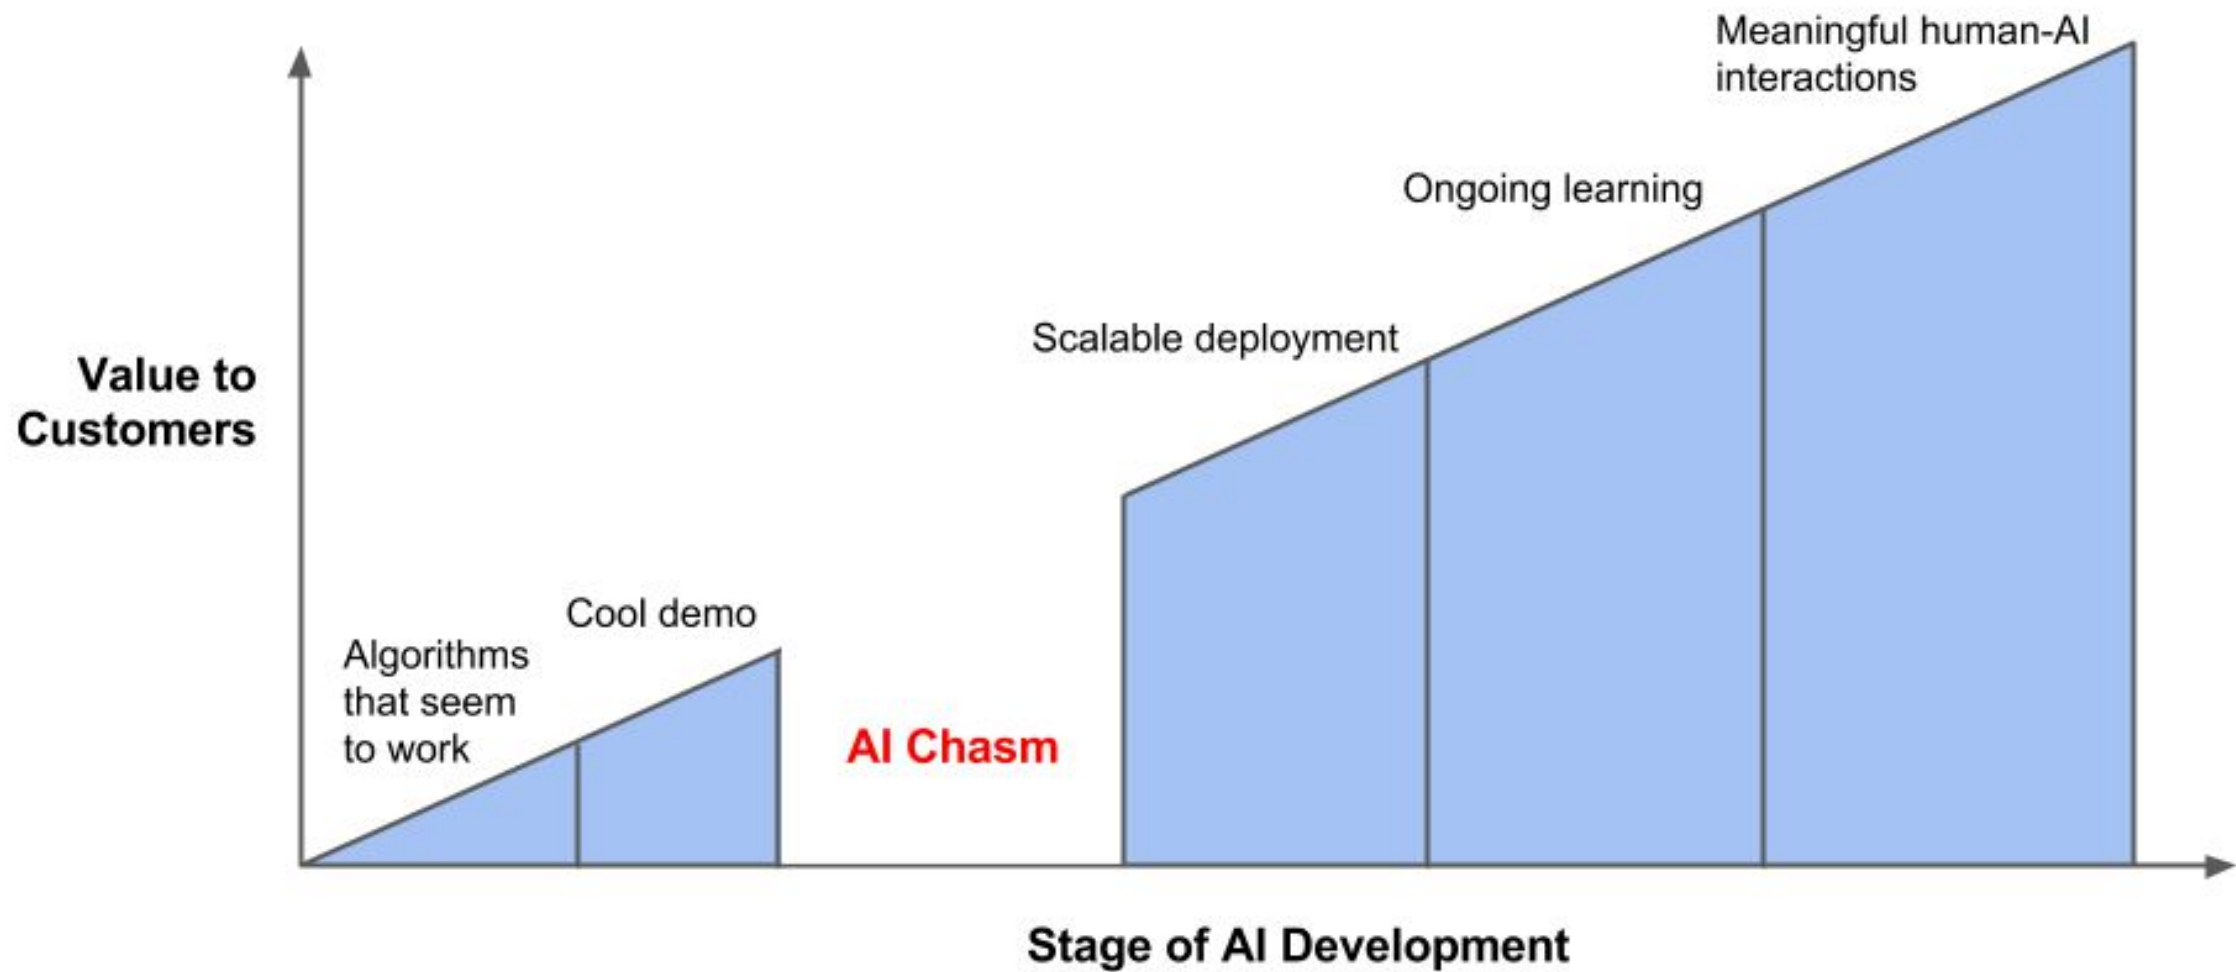 Meaningful human-AI
interactions
Ongoing learning
Scalable deployment
Value to
Customers
Cool demo
Algorithms
that seem
to work
AI Chasm
Stage of AI Development